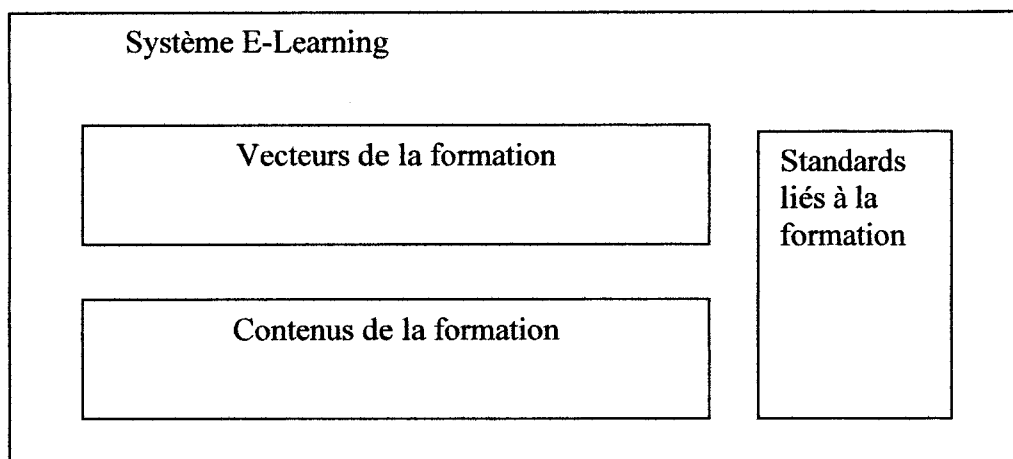 Système E-Learning
Vecteurs de la formation
Standards
liés à la
formation
Contenus de la formation